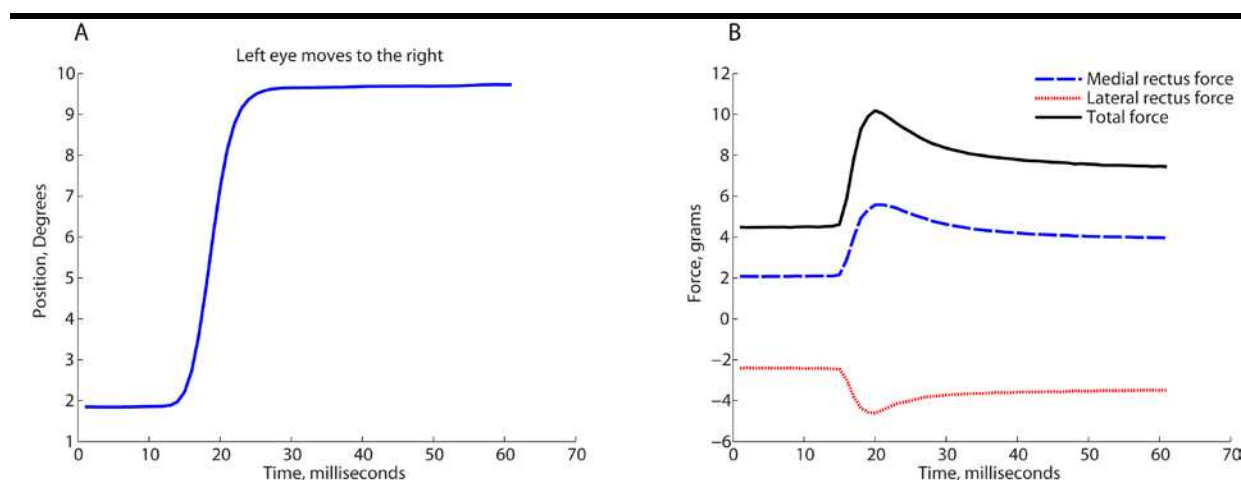 A
Left eye moves to the right
Position, Degrees
10
9
8
7
6
5
4
3
2
1
0 10 20 30 40 50 60 70
Time, milliseconds
B
Medial rectus force
Lateral rectus force
Total force
Force, grams
12
10
8
6
4
2
0
−2
−4
−6
0 10 20 30 40 50 60 70
Time, milliseconds